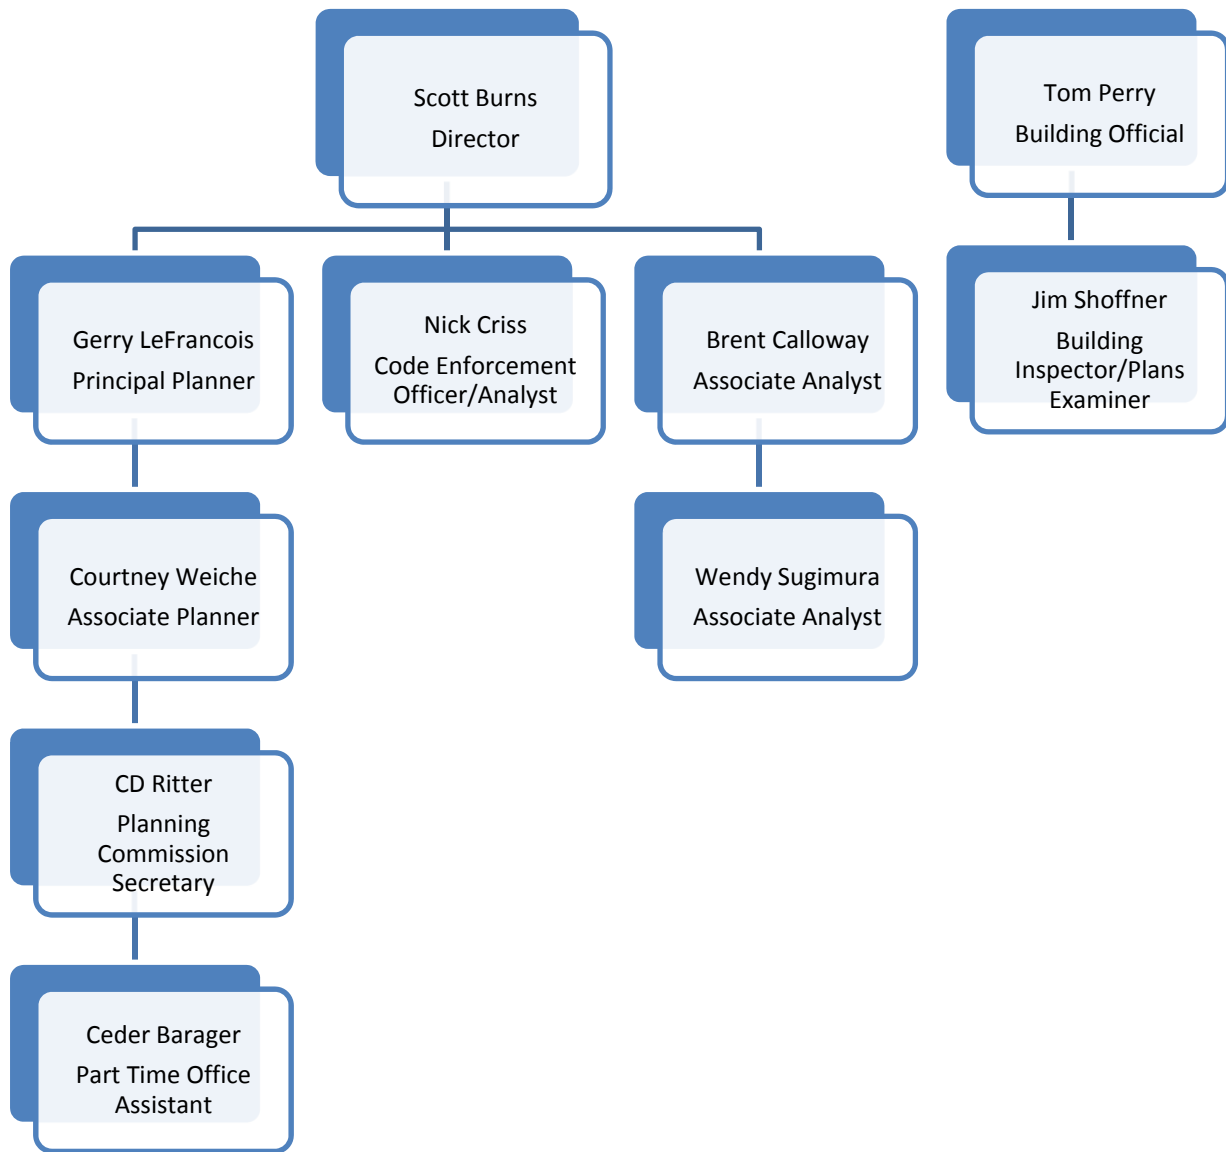 Scott Burns
Director
Tom Perry
Building Official
Gerry LeFrancois
Principal Planner
Nick Criss
Code Enforcement
Officer/Analyst
Brent Calloway
Associate Analyst
Jim Shoffner
Building
Inspector/Plans
Examiner
Courtney Weiche
Associate Planner
Wendy Sugimura
Associate Analyst
CD Ritter
Planning
Commission
Secretary
Ceder Barager
Part Time Office
Assistant